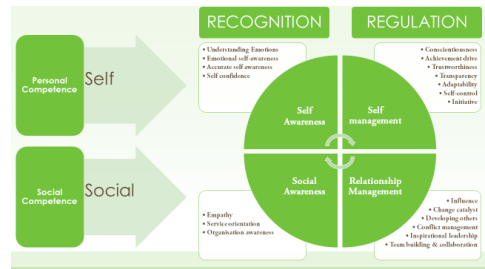 RECOGNITION
REGULATION
• Understanding Emotions
• Emotional self-awareness
• Accurate self awareness
• Self confidence
• Conscientiousness
• Achievement drive
• Trustworthiness
• Transparency
• Adaptability
• Self-control
• Initiative
Personal
Competence
Self
Self
Awareness
Self
management
Social
Competence
Social
Social
Awareness
Relationship
Management
• Empathy
• Service orientation
• Organisation awareness
• Influence
• Change catalyst
• Developing others
• Conflict management
• Inspirational leadership
• Team building & collaboration